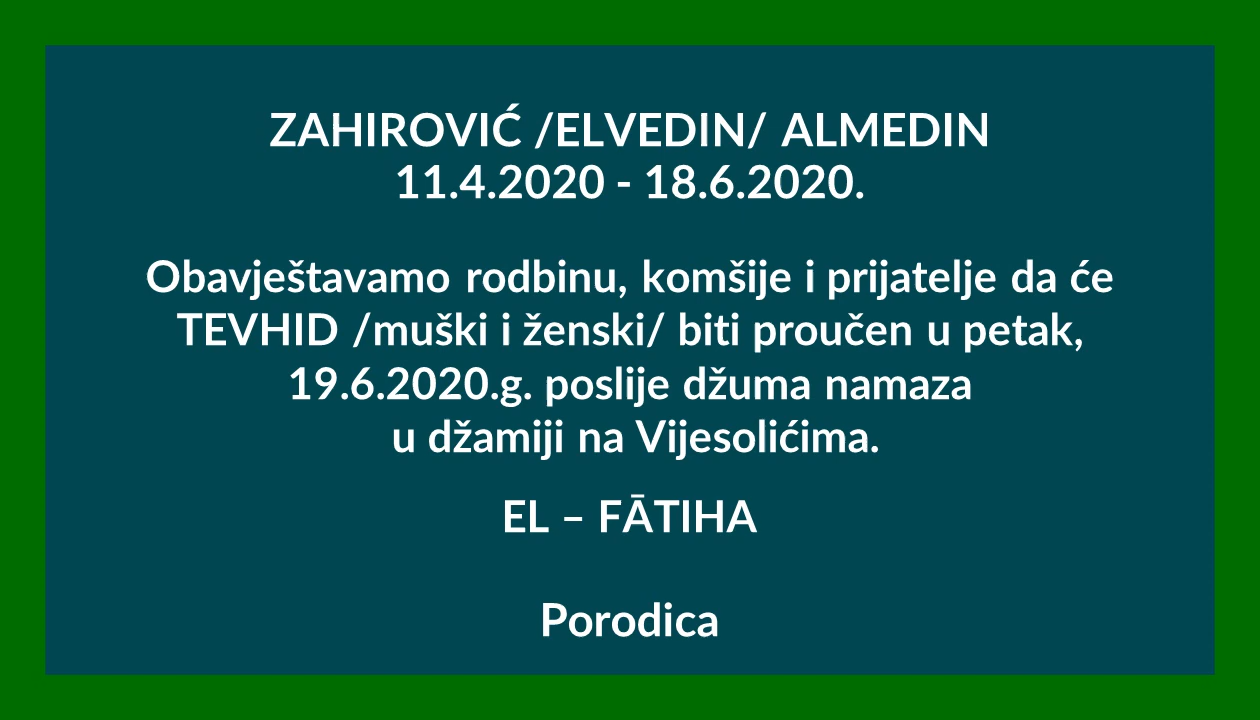 ZAHIROVIĆ /ELVEDIN/ ALMEDIN
11.4.2020 - 18.6.2020.
Obavještavamo rodbinu, komšije i prijatelje da će
TEVHID /muški i ženski/ biti proučen u petak,
19.6.2020.g. poslije džuma namaza
u džamiji na Vijesolićima.
EL – FĀTIHA
Porodica